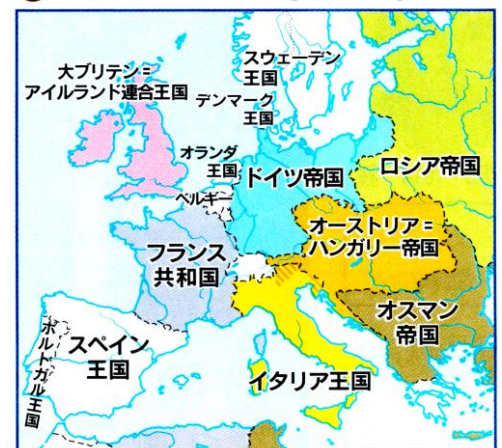 大ブリテン=
アイルランド連合王国
スウェーデン
王国
デンマーク
王国
オランダ
王国
ベルギー
ドイツ帝国
ロシア帝国
オーストリア=
ハンガリー帝国
フランス
共和国
オスマン
帝国
スペイン
王国
ポルトガル王国
イタリア王国